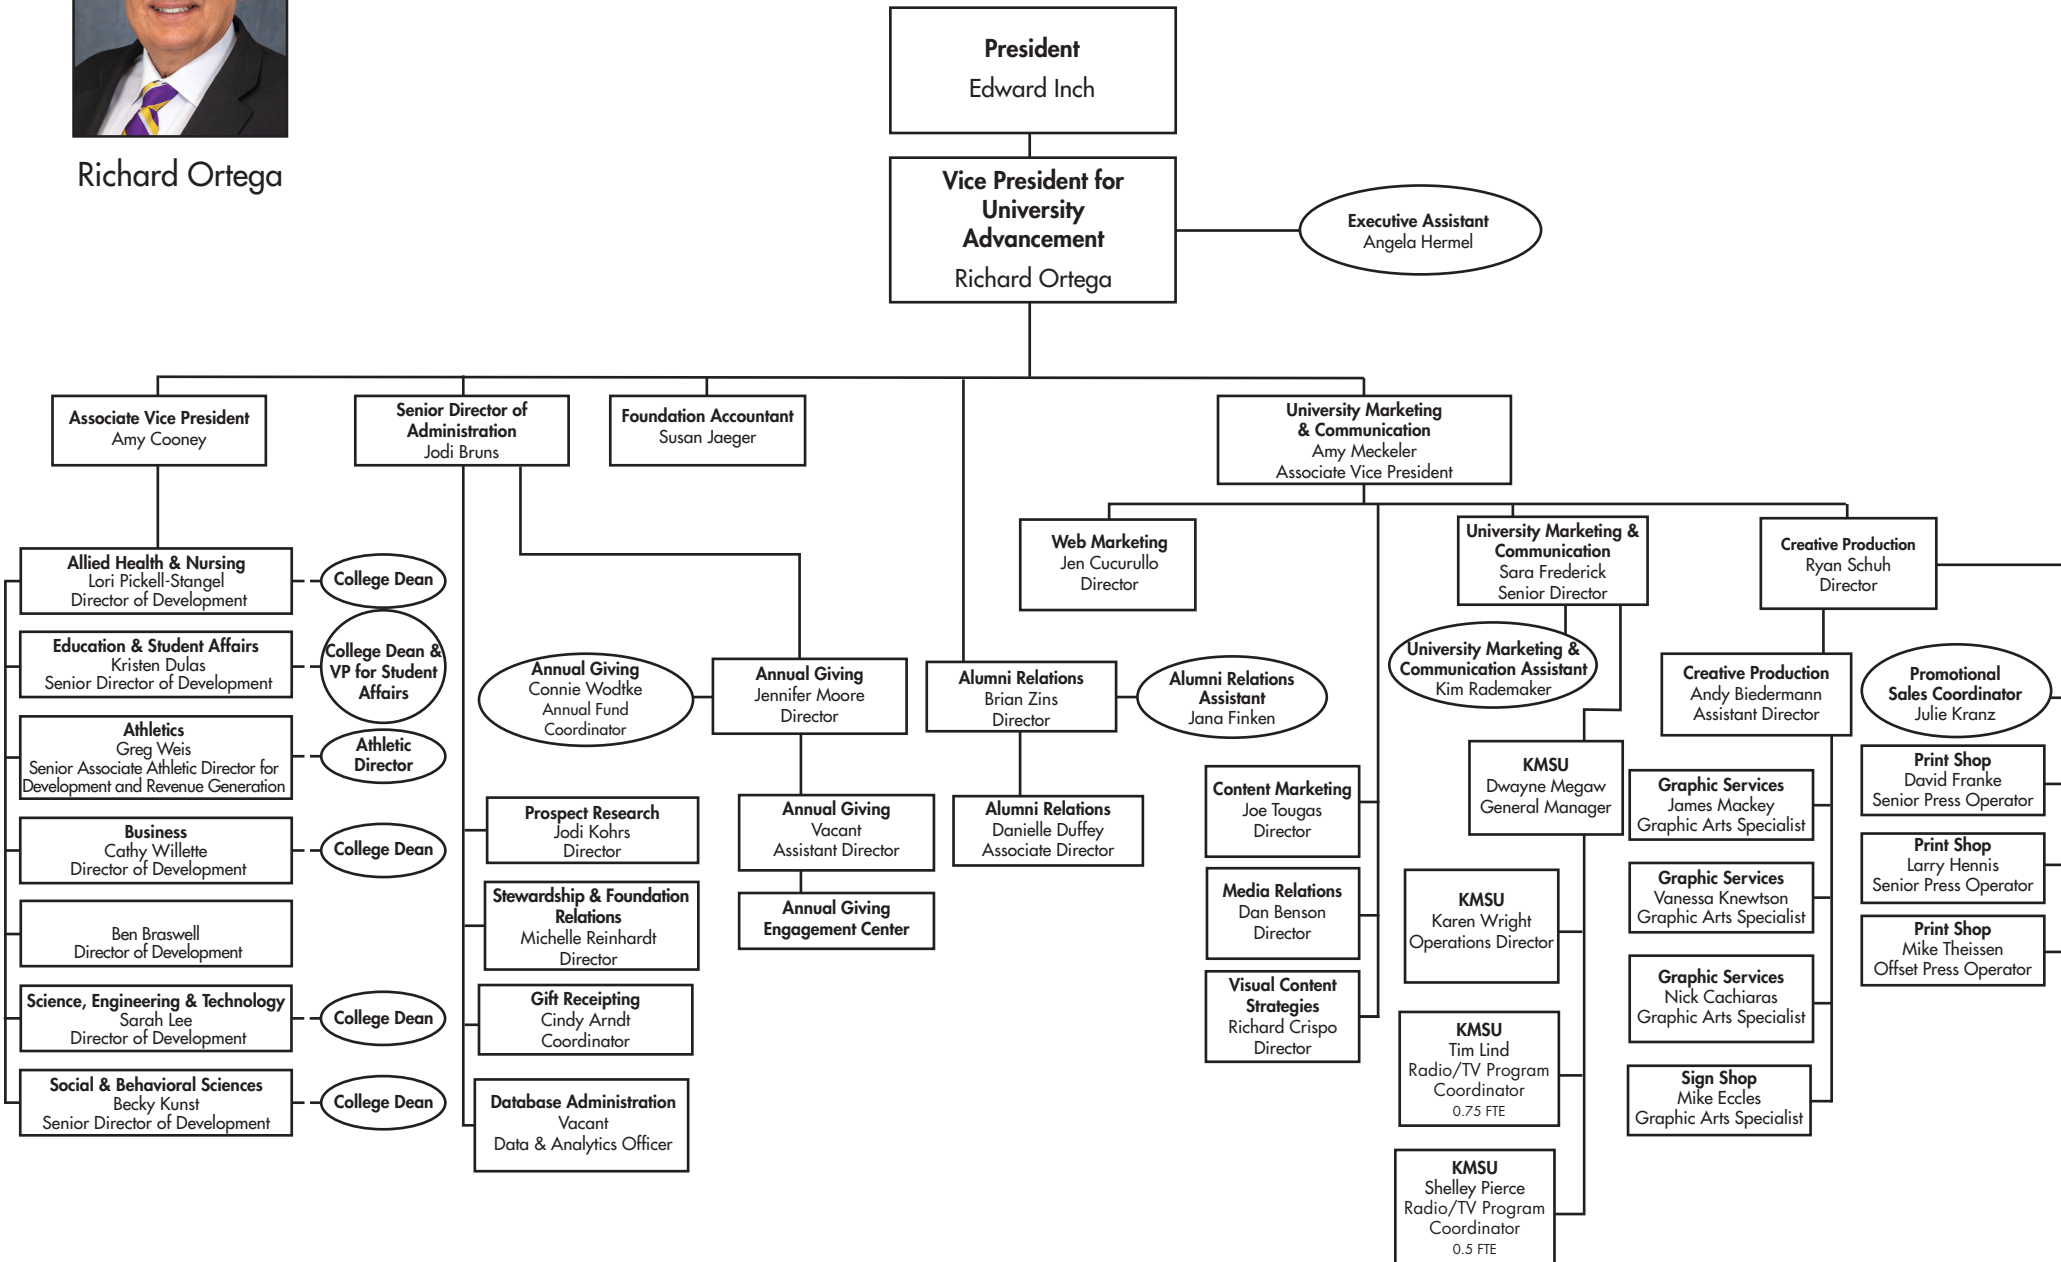 Richard Ortega
President
Edward Inch
Vice President for
University
Advancement
Richard Ortega
Executive Assistant
Angela Hermel
Associate Vice President
Amy Cooney
Senior Director of
Administration
Jodi Bruns
Foundation Accountant
Susan Jaeger
University Marketing
& Communication
Amy Meckeler
Associate Vice President
Allied Health & Nursing
Lori Pickell-Stangel
Director of Development
College Dean
Education & Student Affairs
Kristen Dulas
Senior Director of Development
College Dean &
VP for Student
Affairs
Athletics
Greg Weis
Senior Associate Athletic Director for
Development and Revenue Generation
Athletic
Director
Business
Cathy Willette
Director of Development
College Dean
Ben Braswell
Director of Development
Science, Engineering & Technology
Sarah Lee
Director of Development
College Dean
Social & Behavioral Sciences
Becky Kunst
Senior Director of Development
College Dean
Annual Giving
Connie Wodtke
Annual Fund
Coordinator
Annual Giving
Jennifer Moore
Director
Prospect Research
Jodi Kohrs
Director
Stewardship & Foundation
Relations
Michelle Reinhardt
Director
Gift Receipting
Cindy Arndt
Coordinator
Database Administration
Vacant
Data & Analytics Officer
Annual Giving
Vacant
Assistant Director
Annual Giving
Engagement Center
Alumni Relations
Brian Zins
Director
Alumni Relations
Assistant
Jana Finken
Alumni Relations
Danielle Duffey
Associate Director
Web Marketing
Jen Cucurullo
Director
Content Marketing
Joe Tougas
Director
Media Relations
Dan Benson
Director
Visual Content
Strategies
Richard Crispo
Director
University Marketing &
Communication
Sara Frederick
Senior Director
University Marketing &
Communication Assistant
Kim Rademaker
KMSU
Dwayne Megaw
General Manager
KMSU
Karen Wright
Operations Director
KMSU
Tim Lind
Radio/TV Program
Coordinator
0.75 FTE
KMSU
Shelley Pierce
Radio/TV Program
Coordinator
0.5 FTE
Creative Production
Ryan Schuh
Director
Creative Production
Andy Biedermann
Assistant Director
Graphic Services
James Mackey
Graphic Arts Specialist
Graphic Services
Vanessa Knewtson
Graphic Arts Specialist
Graphic Services
Nick Cachiaras
Graphic Arts Specialist
Sign Shop
Mike Eccles
Graphic Arts Specialist
Promotional
Sales Coordinator
Julie Kranz
Print Shop
David Franke
Senior Press Operator
Print Shop
Larry Hennis
Senior Press Operator
Print Shop
Mike Theissen
Offset Press Operator